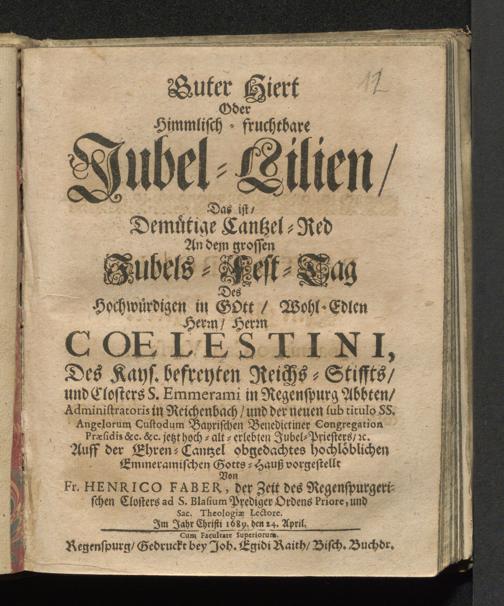 12
Guter Hiert
Oder
Himmlisch-fruchtbare
Jubel-Lilien/
Das ist/
Demütige Cantzel-Red
An dem grossen
Jubels-Fest-Tag
Des
Hochwürdigen in GOtt/ Wohl-Edlen
Herrn/ Herrn
COELESTINI,
Des Kays. befreyten Reichs-Stiffts/
und Closters S. Emmerami in Regenspurg Abbten/
Administratoris in Reichenbach/ und der neuen sub titulo SS.
Angelorum Custodum Bayrischen Benedictiner Congregation
Præsidis &c. &c. jetzt hoch-alt-erlebten Jubel-Priesters/ ꝛc.
Auff der Ehren-Cantzel obgedachtes hochlöblichen
Emmeramischen Gotts-Hauß vorgestellt
Von
Fr. HENRICO FABER, der Zeit des Regenspurgeri-
schen Closters ad S. Blasium Prediger Ordens Priore, und
Sac. Theologiæ Lectore.
Im Jahr Christi 1689. den 24. April.
Cum Facultate Superiorum.
Regenspurg/ Gedruckt bey Joh. Egidi Raith/ Bisch. Buchdr.